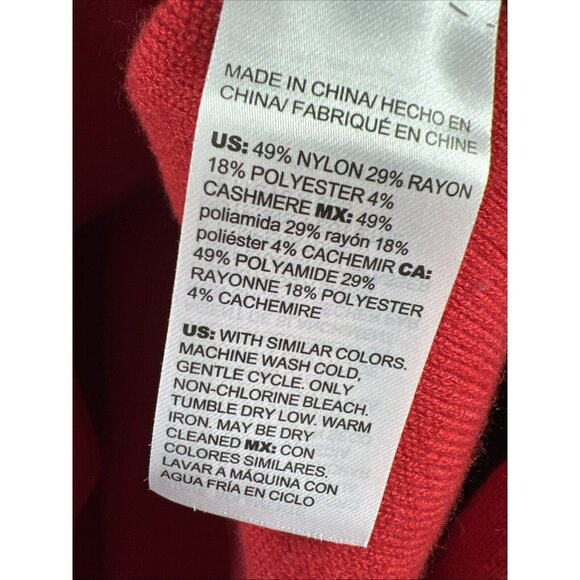 MADE IN CHINA/ HECHO EN
CHINA/ FABRIQUÉ EN CHINE
US: 49% NYLON 29% RAYON
18% POLYESTER 4%
CASHMERE MX: 49%
poliamida 29% rayón 18%
poliéster 4% CACHEMIR CA:
49% POLYAMIDE 29%
RAYONNE 18% POLYESTER
4% CACHEMIRE
US: WITH SIMILAR COLORS.
MACHINE WASH COLD,
GENTLE CYCLE. ONLY
NON-CHLORINE BLEACH.
TUMBLE DRY LOW. WARM
IRON. MAY BE DRY
CLEANED MX: CON
COLORES SIMILARES.
LAVAR A MÁQUINA CON
AGUA FRÍA EN CICLO